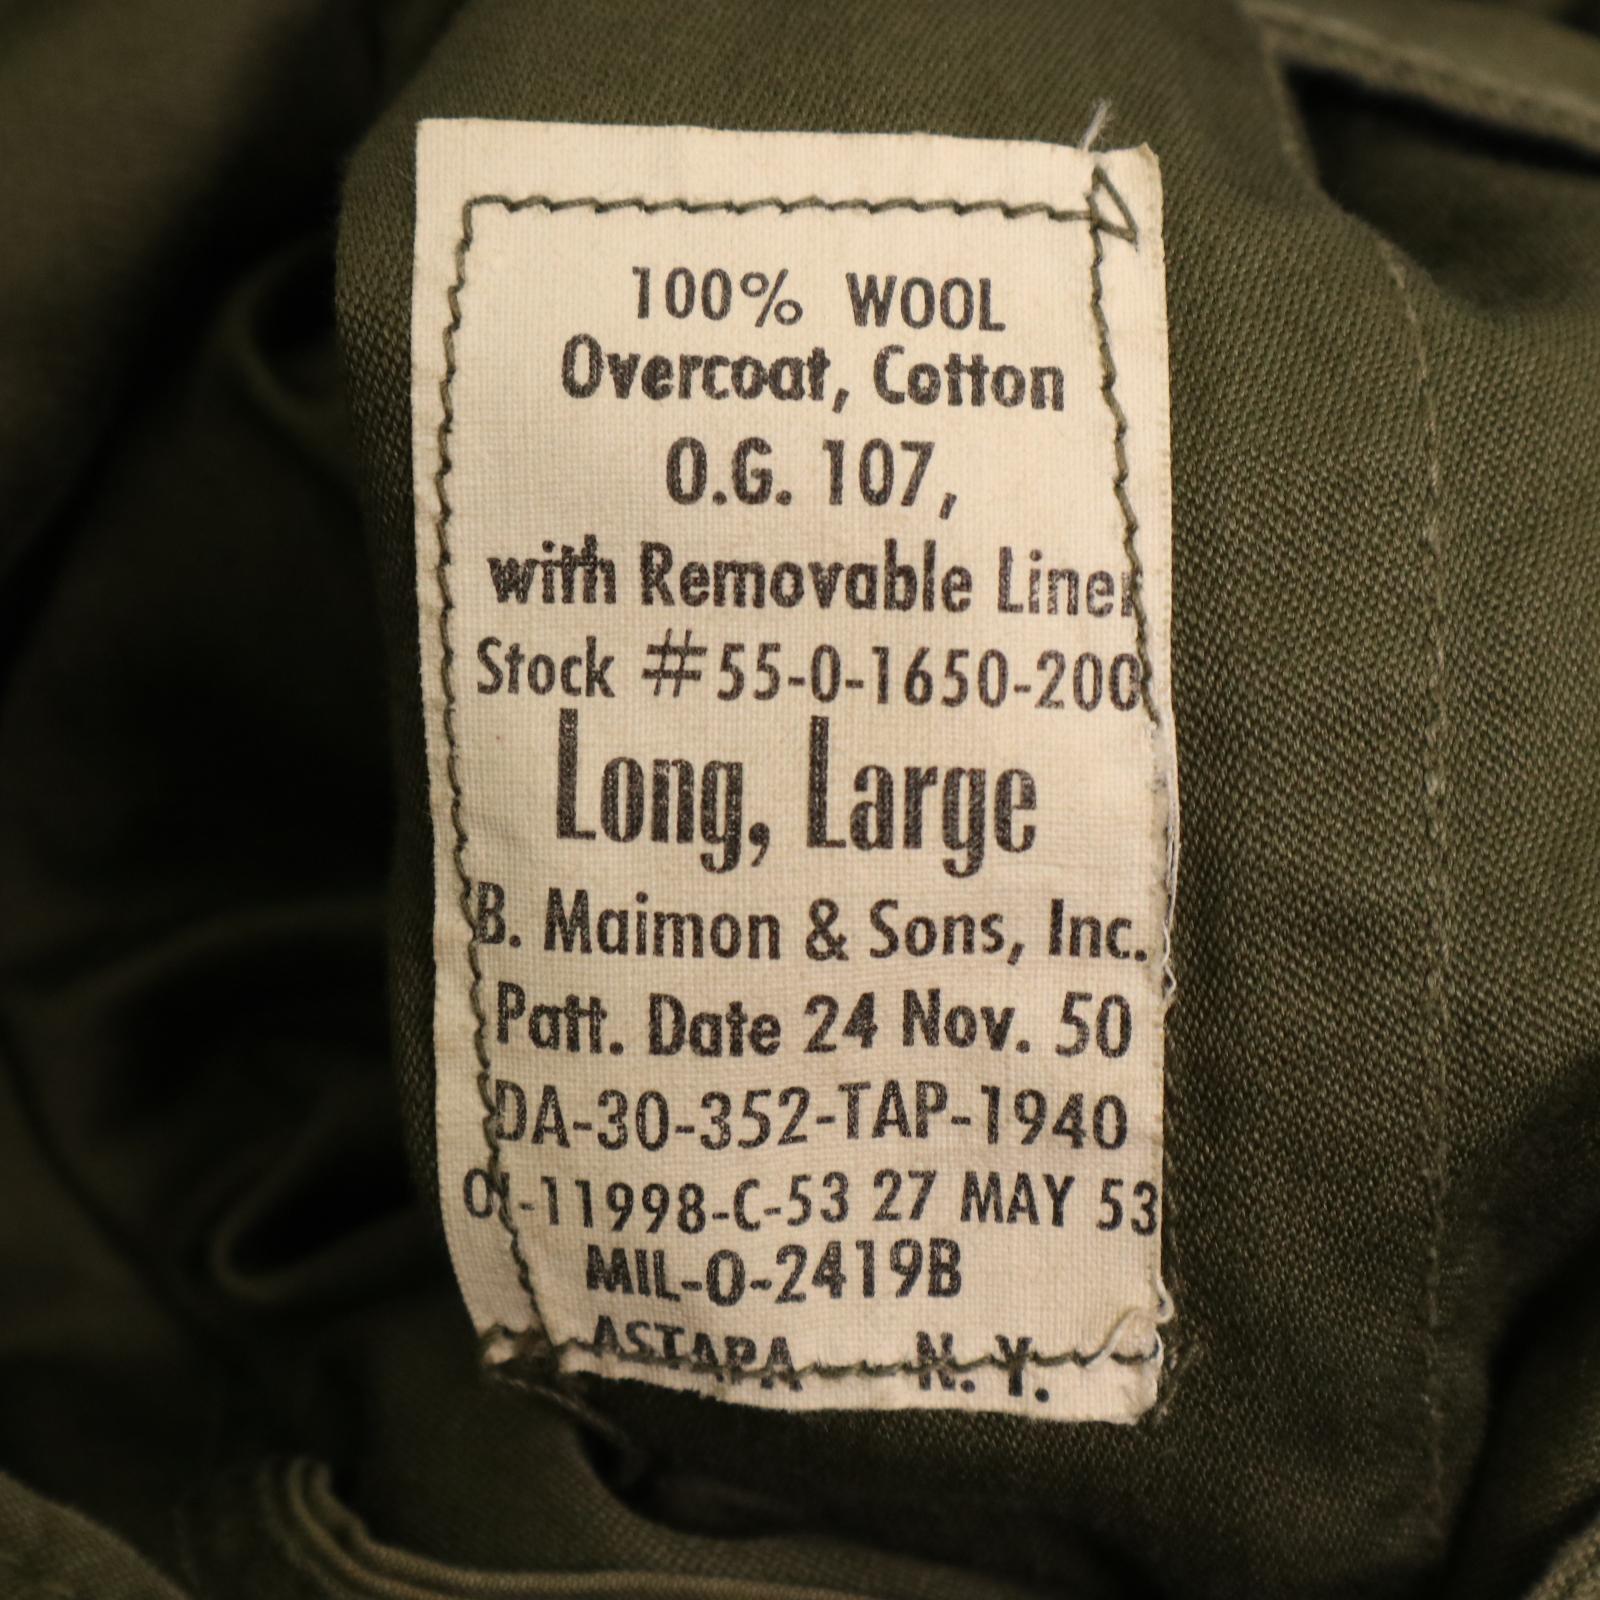 100% WOOL
Overcoat, Cotton
O.G. 107,
with Removable Liner
Stock #55-0-1650-200
Long, Large
B. Maimon & Sons, Inc.
Patt. Date 24 Nov. 50
DA-30-352-TAP-1940
OI-11998-C-53 27 MAY 53
MIL-O-2419B
ASTAPA N. Y.